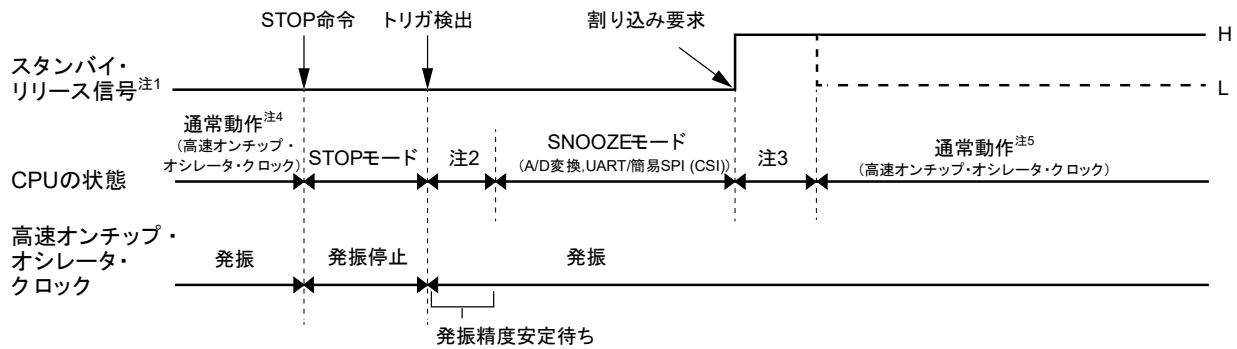 STOP命令
トリガ検出
割り込み要求
スタンバイ・
リリース信号注1
H
L
通常動作注4
(高速オンチップ・
オシレータ・クロック)
STOPモード
注2
SNOOZEモード
(A/D変換,UART/簡易SPI (CSI))
注3
通常動作注5
(高速オンチップ・オシレータ・クロック)
CPUの状態
高速オンチップ・
オシレータ・
クロック
発振
発振停止
発振
発振精度安定待ち